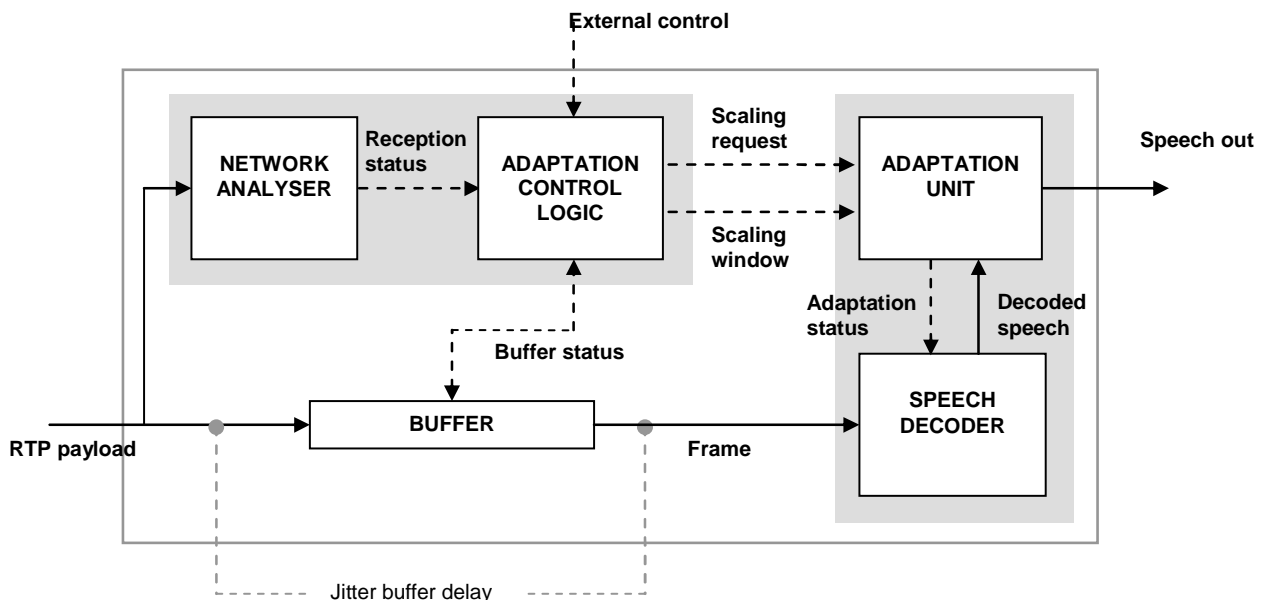 External control
NETWORK
ANALYSER
Reception
status
ADAPTATION
CONTROL
LOGIC
Scaling
request
Scaling
window
ADAPTATION
UNIT
Speech out
Adaptation
status
Decoded
speech
Buffer status
BUFFER
SPEECH
DECODER
RTP payload
Frame
Jitter buffer delay